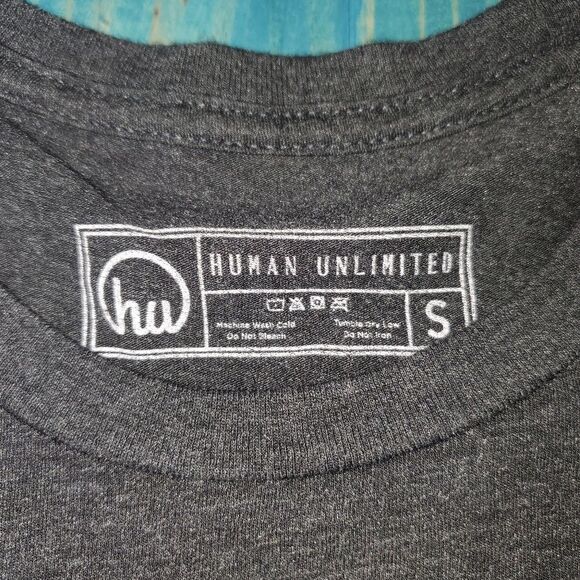 hu
HUMAN UNLIMITED
Machine Wash Cold
Do Not Bleach
Tumble Dry Low
Do Not Iron
S